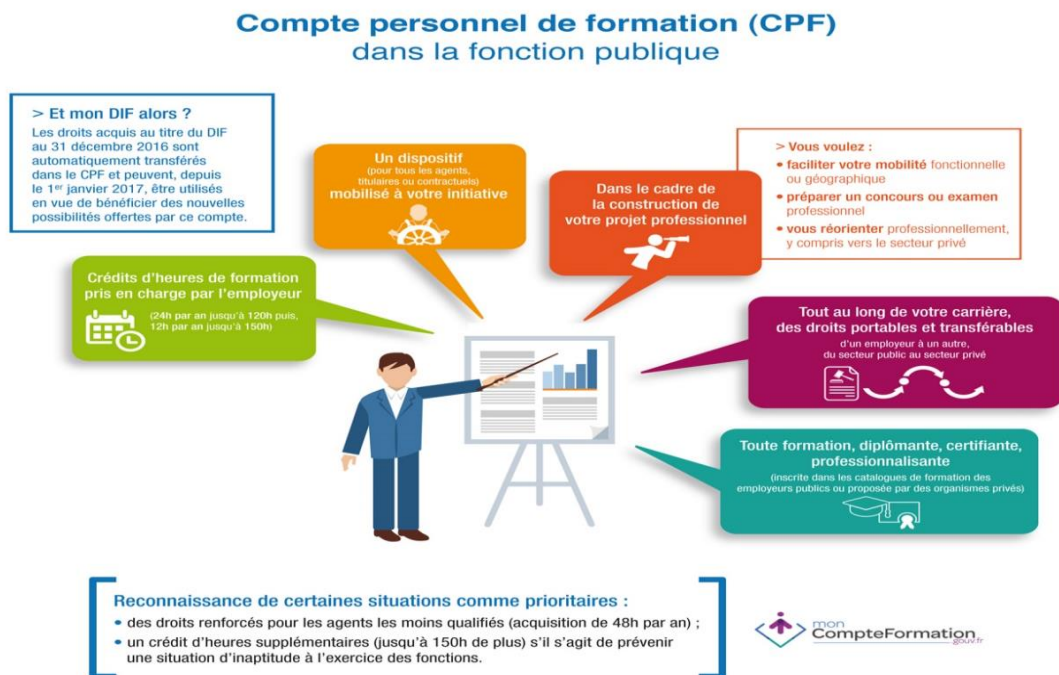 Compte personnel de formation (CPF)
dans la fonction publique
> Et mon DIF alors ?
Les droits acquis au titre du DIF
au 31 décembre 2016 sont
automatiquement transférés
dans le CPF et peuvent, depuis
le 1er janvier 2017, être utilisés
en vue de bénéficier des nouvelles
possibilités offertes par ce compte.
Un dispositif
(pour tous les agents,
titulaires ou contractuels)
mobilisé à votre initiative
Dans le cadre de
la construction de
votre projet professionnel
> Vous voulez :
• faciliter votre mobilité fonctionnelle
ou géographique
• préparer un concours ou examen
professionnel
• vous réorienter professionnellement,
y compris vers le secteur privé
Crédits d'heures de formation
pris en charge par l'employeur
(24h par an jusqu'à 120h puis,
12h par an jusqu'à 150h)
Tout au long de votre carrière,
des droits portables et transférables
d'un employeur à un autre,
du secteur public au secteur privé
Toute formation, diplômante, certifiante,
professionnalisante
(inscrite dans les catalogues de formation des
employeurs publics ou proposée par des organismes privés)
Reconnaissance de certaines situations comme prioritaires :
• des droits renforcés pour les agents les moins qualifiés (acquisition de 48h par an) ;
• un crédit d'heures supplémentaires (jusqu'à 150h de plus) s'il s'agit de prévenir
une situation d'inaptitude à l'exercice des fonctions.
mon
CompteFormation
.gouv.fr